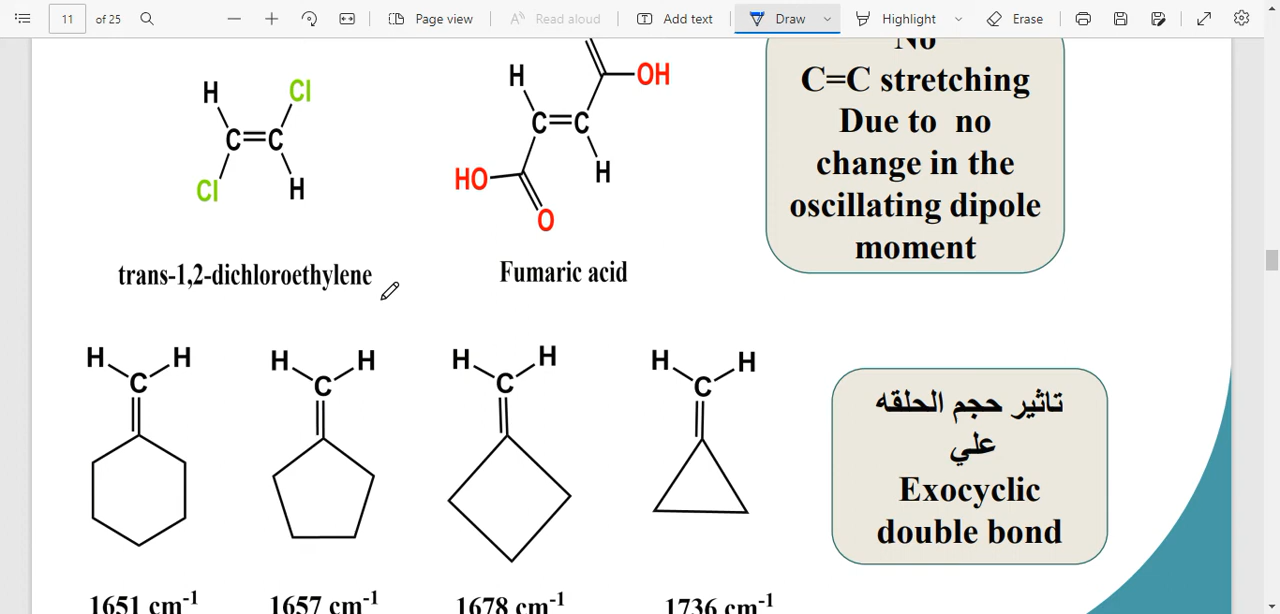 11 of 25 Page view Read aloud Add text Draw Highlight Erase
No
C=C stretching
Due to no
change in the
oscillating dipole
moment
H Cl
C=C
Cl H
H OH
C=C
HO H
O
trans-1,2-dichloroethylene
Fumaric acid
H H H H H H H H
C C C C
تاثير حجم الحلقه
علي
Exocyclic
double bond
1651 cm-1 1657 cm-1 1678 cm-1 1736 cm-1